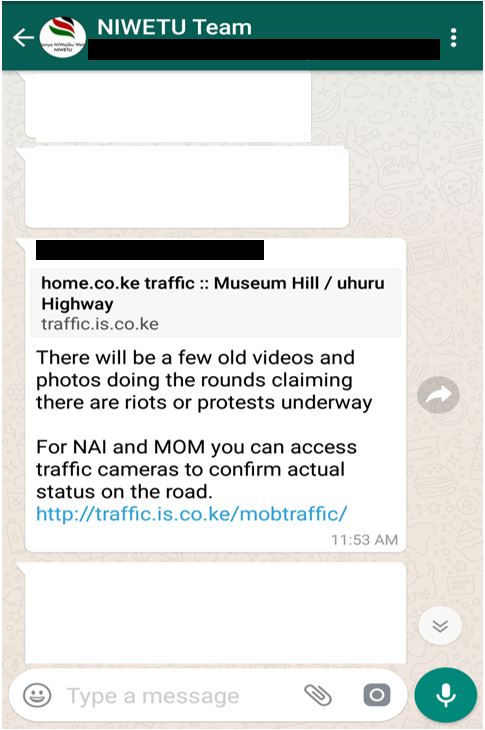 NIWETU Team
NIWETU
home.co.ke traffic :: Museum Hill / uhuru
Highway
traffic.is.co.ke
There will be a few old videos and
photos doing the rounds claiming
there are riots or protests underway
For NAI and MOM you can access
traffic cameras to confirm actual
status on the road.
http://traffic.is.co.ke/mobtraffic/
11:53 AM
Type a message